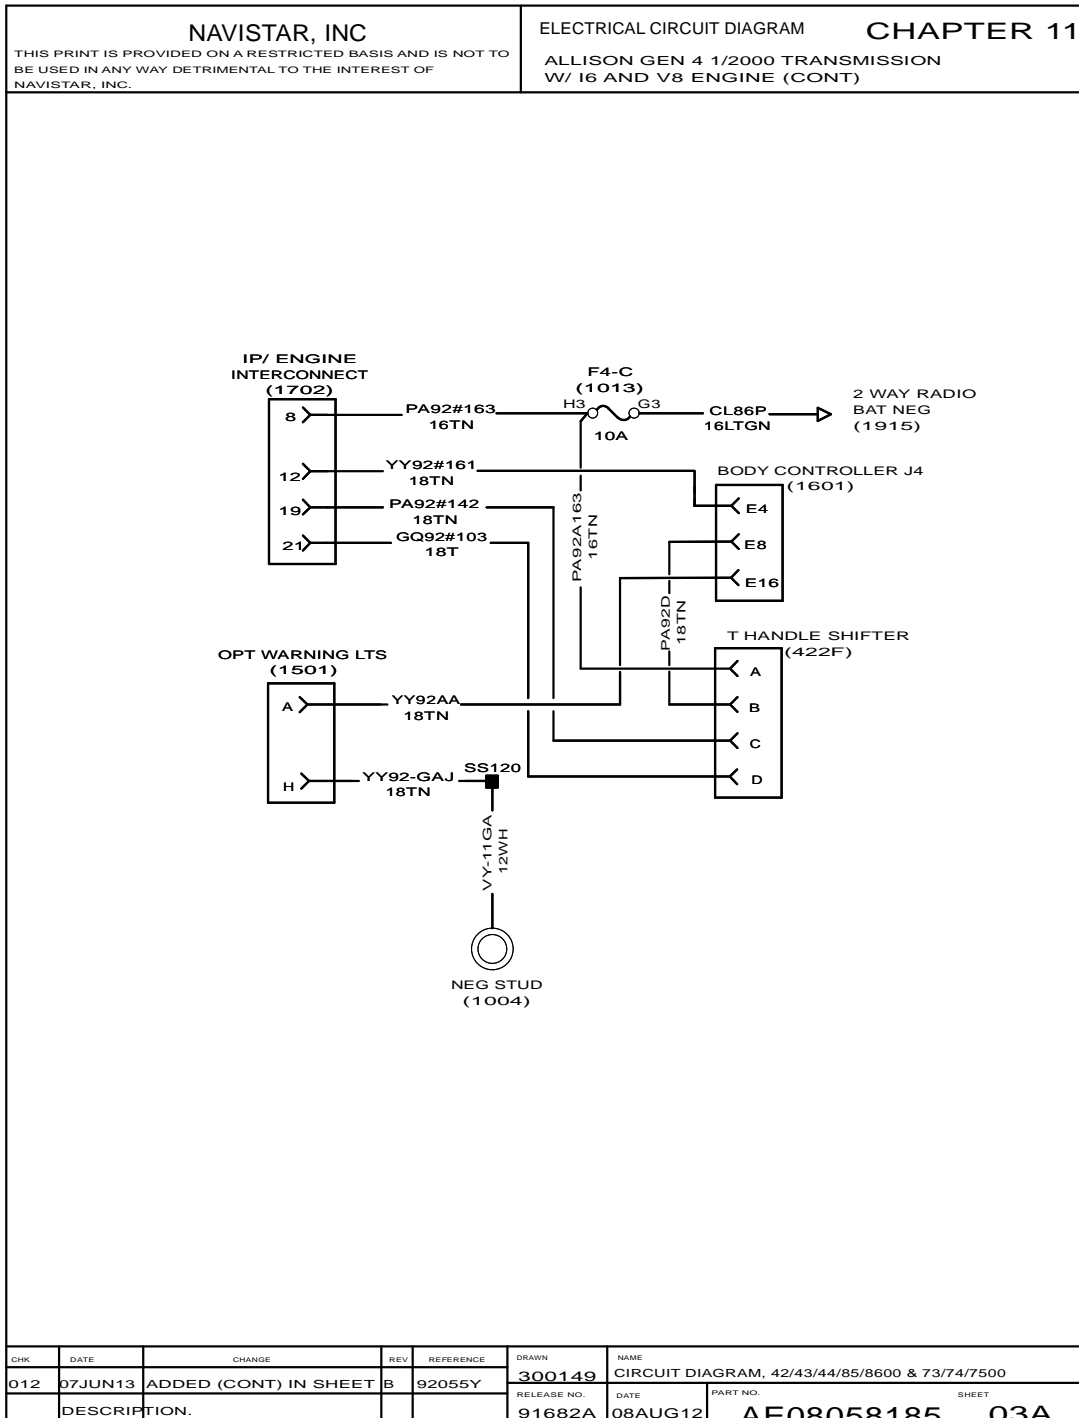 NAVISTAR, INC
THIS PRINT IS PROVIDED ON A RESTRICTED BASIS AND IS NOT TO
BE USED IN ANY WAY DETRIMENTAL TO THE INTEREST OF
NAVISTAR, INC.
ELECTRICAL CIRCUIT DIAGRAM
CHAPTER 11
ALLISON GEN 4 1/2000 TRANSMISSION
W/ I6 AND V8 ENGINE (CONT)
IP/ ENGINE
INTERCONNECT
(1702)
8
12
19
21
PA92#163
16TN
YY92#161
18TN
PA92#142
18TN
GQ92#103
18T
F4-C
(1013)
H3
G3
10A
CL86P
16LTGN
2 WAY RADIO
BAT NEG
(1915)
PA92A163
16TN
BODY CONTROLLER J4
(1601)
E4
E8
E16
PA92D
18TN
T HANDLE SHIFTER
(422F)
A
B
C
D
OPT WARNING LTS
(1501)
A
H
YY92AA
18TN
YY92-GAJ
18TN
SS120
VY-11GA
12WH
NEG STUD
(1004)
CHK DATE CHANGE REV REFERENCE
012 07JUN13 ADDED (CONT) IN SHEET B 92055Y
DESCRIPTION.
DRAWN
300149
NAME
CIRCUIT DIAGRAM, 42/43/44/85/8600 & 73/74/7500
RELEASE NO.
91682A
DATE
08AUG12
PART NO.
AE08058185
SHEET
03A